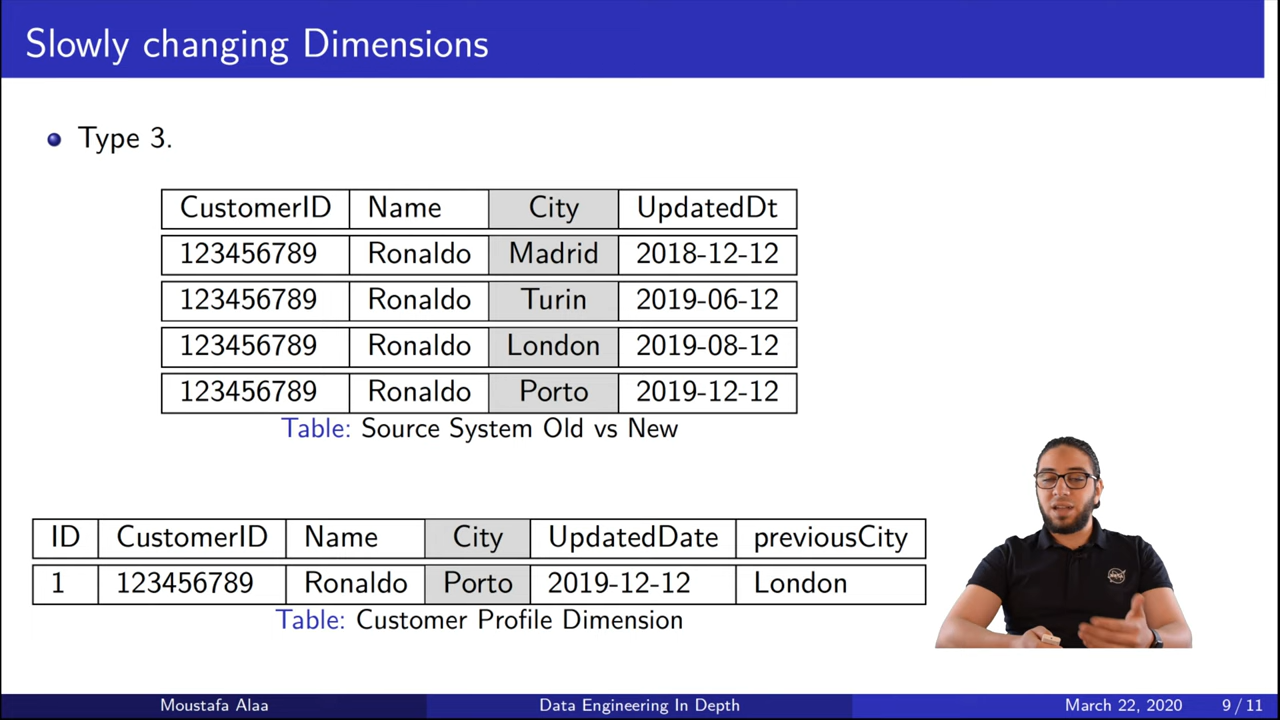 Slowly changing Dimensions
Type 3.
CustomerID Name City UpdatedDt
123456789 Ronaldo Madrid 2018-12-12
123456789 Ronaldo Turin 2019-06-12
123456789 Ronaldo London 2019-08-12
123456789 Ronaldo Porto 2019-12-12
Table: Source System Old vs New
ID CustomerID Name City UpdatedDate previousCity
1 123456789 Ronaldo Porto 2019-12-12 London
Table: Customer Profile Dimension
Moustafa Alaa Data Engineering In Depth March 22, 2020 9 / 11